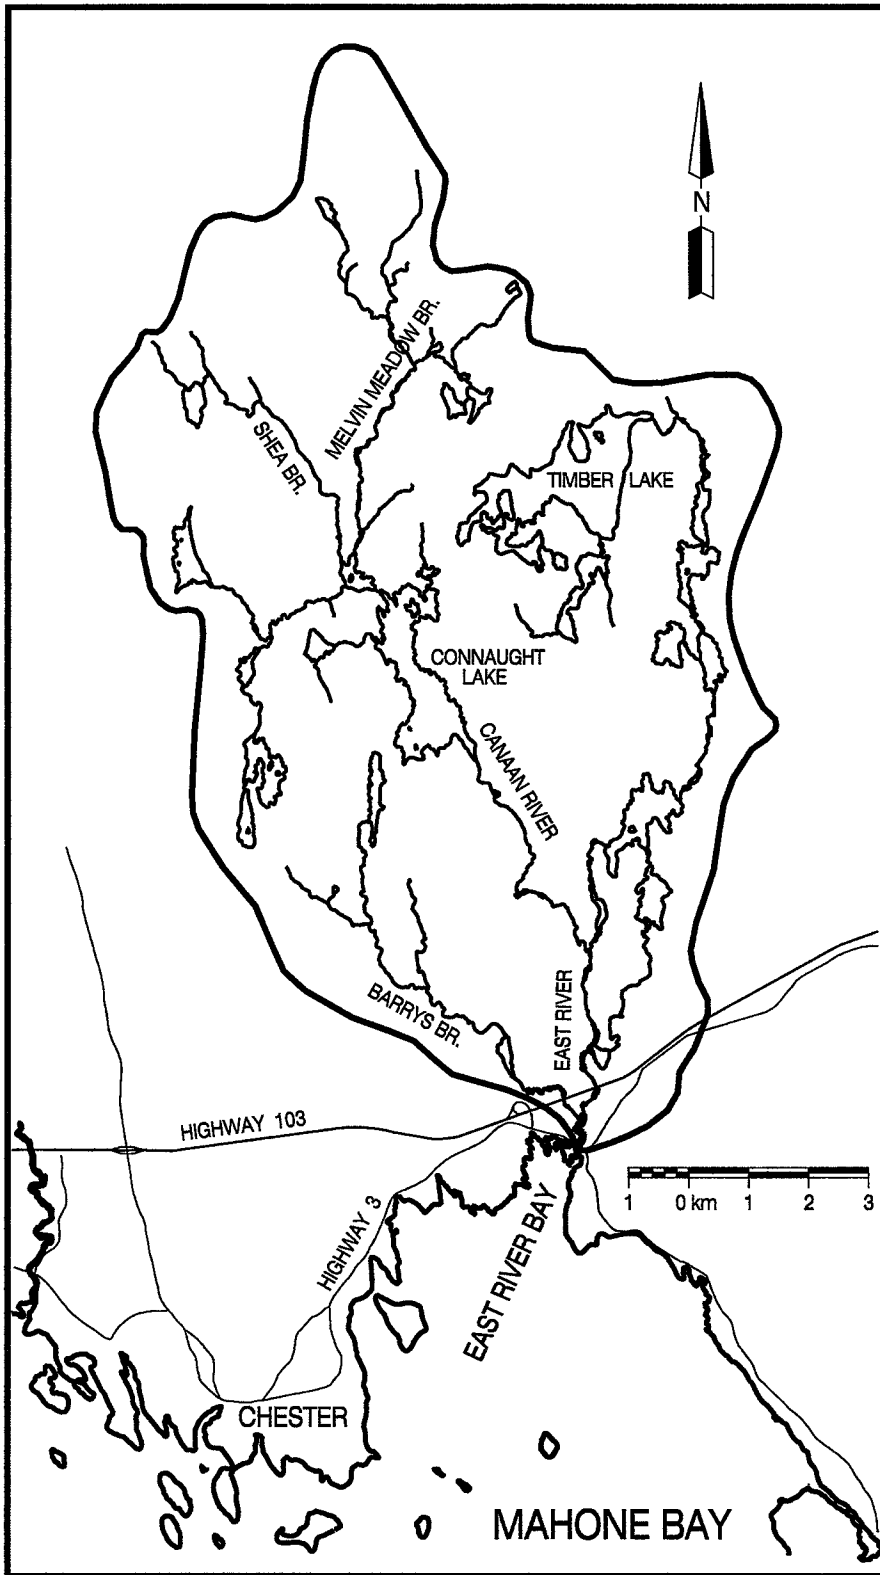 N
MELVIN MEADOW BR.
SHEA BR.
TIMBER LAKE
CONNAUGHT
LAKE
CANAAN RIVER
EAST RIVER
BARRYS BR.
HIGHWAY 103
1 0 km 1 2 3
HIGHWAY 3
EAST RIVER BAY
CHESTER
MAHONE BAY